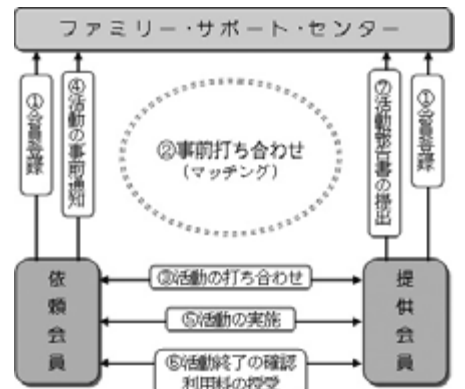 ファミリー・サポート・センター
①会員登録
④活動の事前通知
②事前打ち合わせ
(マッチング)
⑦活動報告書の提出
①会員登録
依頼会員
③活動の打ち合わせ
提供会員
⑤活動の実施
⑥活動終了の確認
利用料の授受